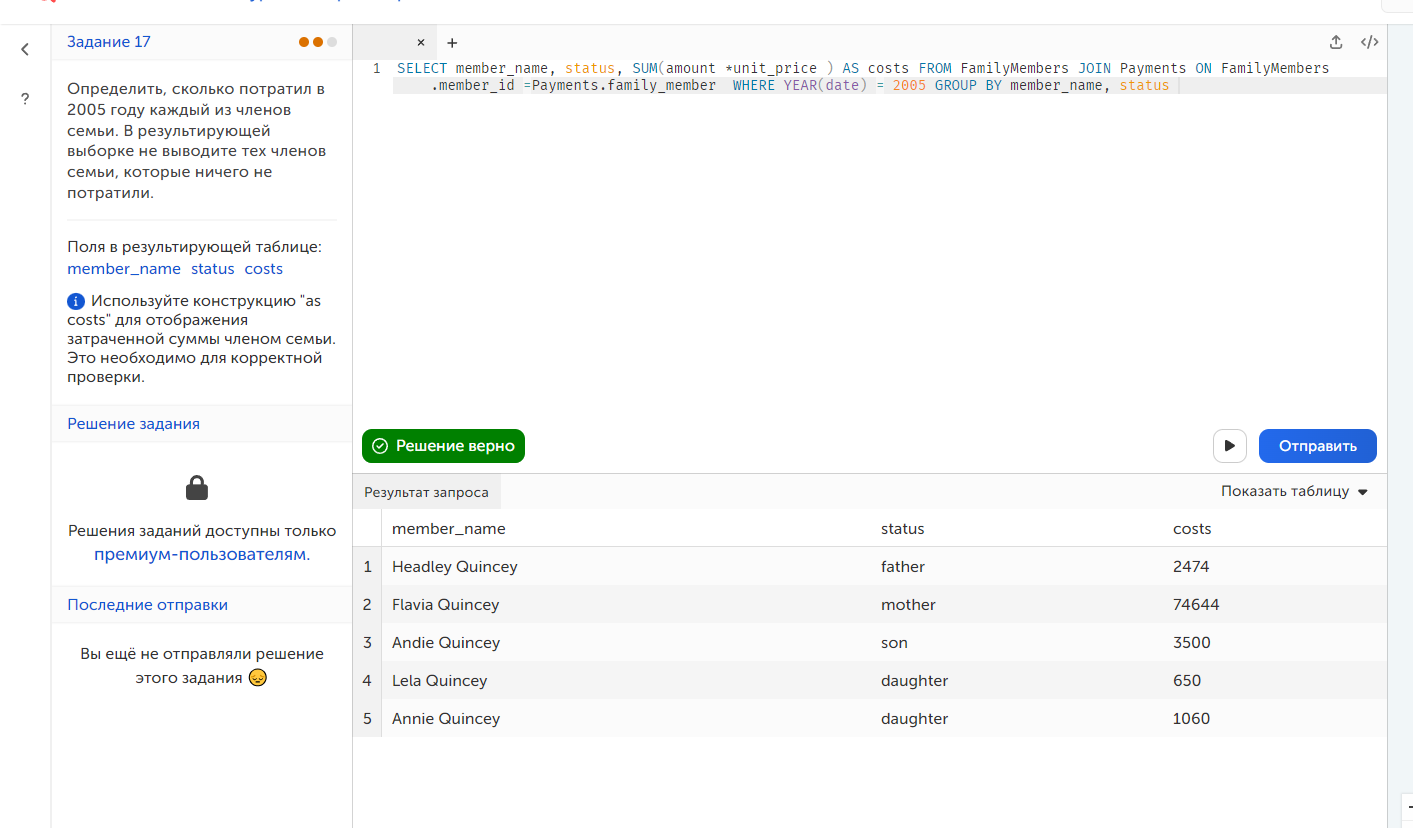 Задание 17
Определить, сколько потратил в
2005 году каждый из членов
семьи. В результирующей
выборке не выводите тех членов
семьи, которые ничего не
потратили.
Поля в результирующей таблице:
member_name status costs
Используйте конструкцию "as
costs" для отображения
затраченной суммы членом семьи.
Это необходимо для корректной
проверки.
Решение задания
Решения заданий доступны только
премиум-пользователям.
Последние отправки
Вы ещё не отправляли решение
этого задания
1 SELECT member_name, status, SUM(amount *unit_price ) AS costs FROM FamilyMembers JOIN Payments ON FamilyMembers
.member_id =Payments.family_member  WHERE YEAR(date) = 2005 GROUP BY member_name, status
Решение верно
Отправить
Результат запроса
Показать таблицу
member_name status costs
1 Headley Quincey father 2474
2 Flavia Quincey mother 74644
3 Andie Quincey son 3500
4 Lela Quincey daughter 650
5 Annie Quincey daughter 1060